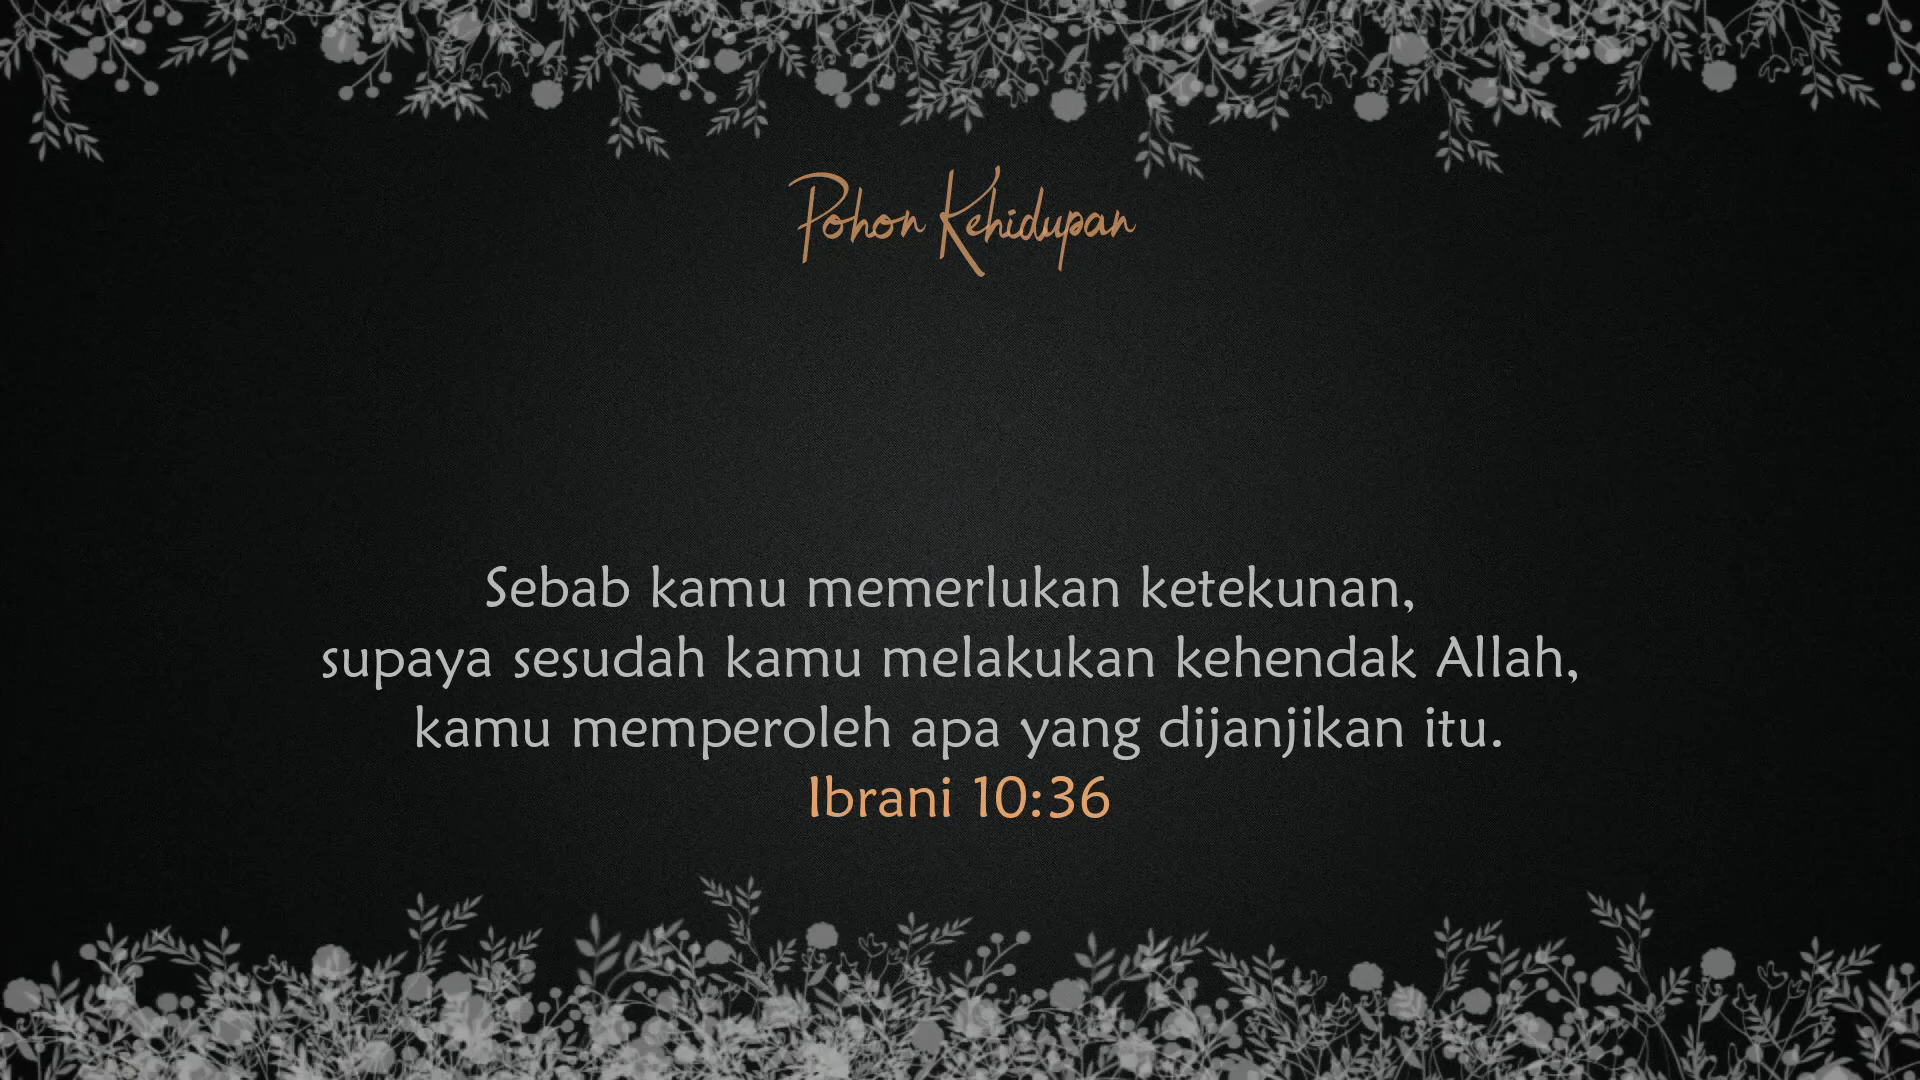 Pohon Kehidupan
Sebab kamu memerlukan ketekunan,
supaya sesudah kamu melakukan kehendak Allah,
kamu memperoleh apa yang dijanjikan itu.
Ibrani 10:36